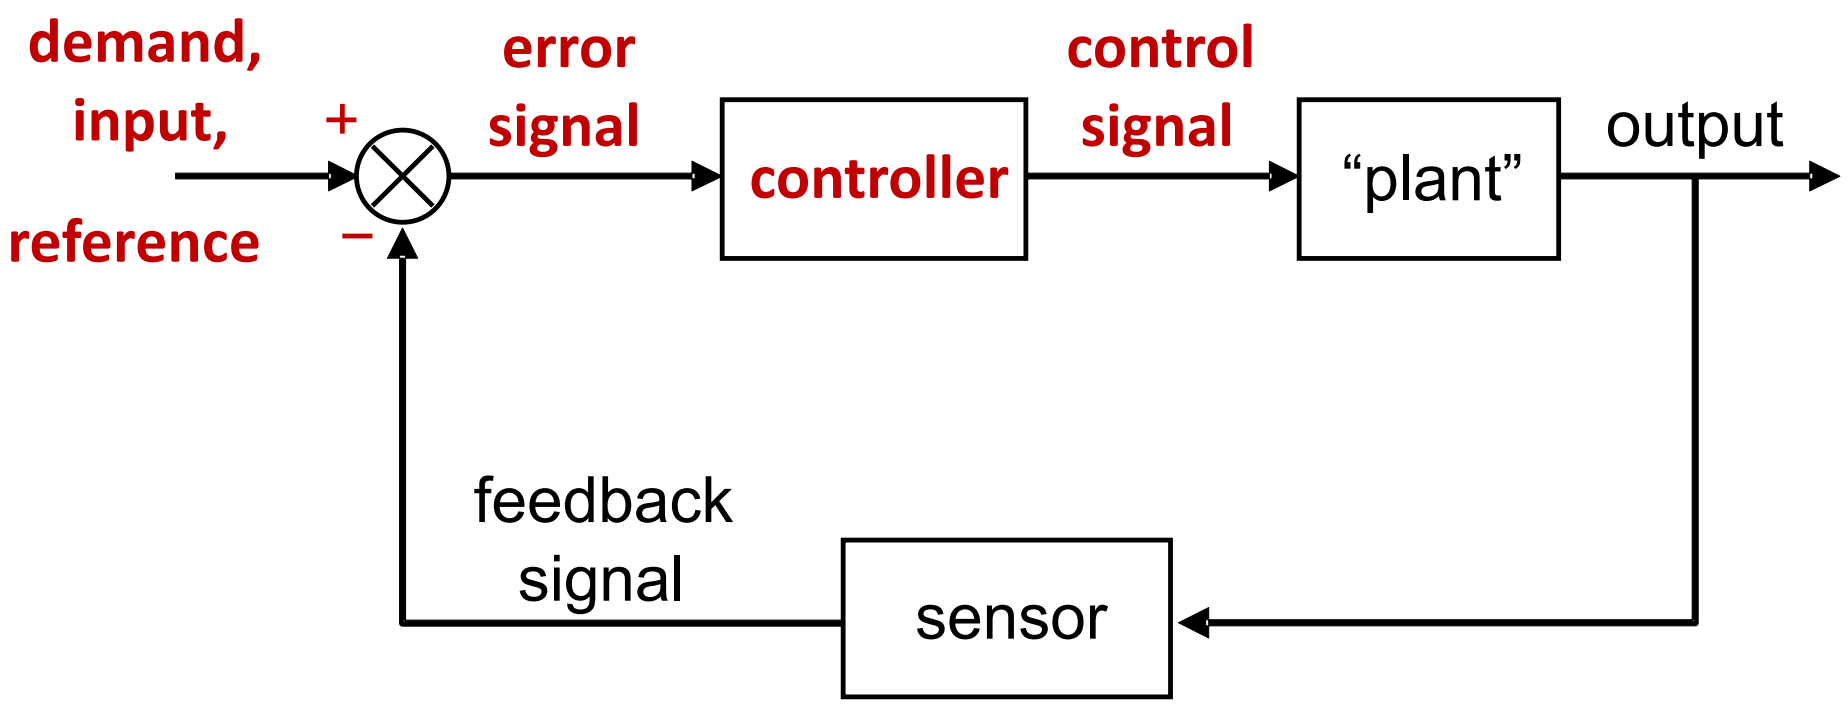 demand,
input,
reference
+
−
error
signal
controller
control
signal
“plant”
output
feedback
signal
sensor